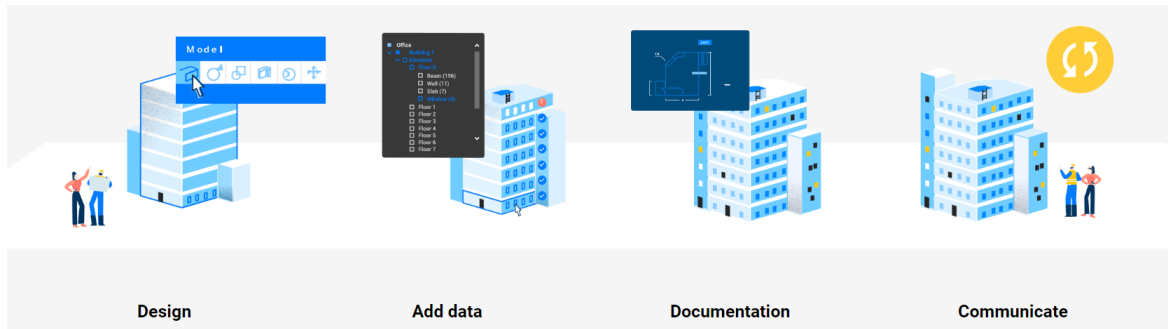 Model
Office
Building 1
Elements
Floor 0
Beam (156)
Wall (11)
Slab (7)
Window (4)
Floor 1
Floor 2
Floor 3
Floor 4
Floor 5
Floor 6
Floor 7
Design
Add data
Documentation
Communicate